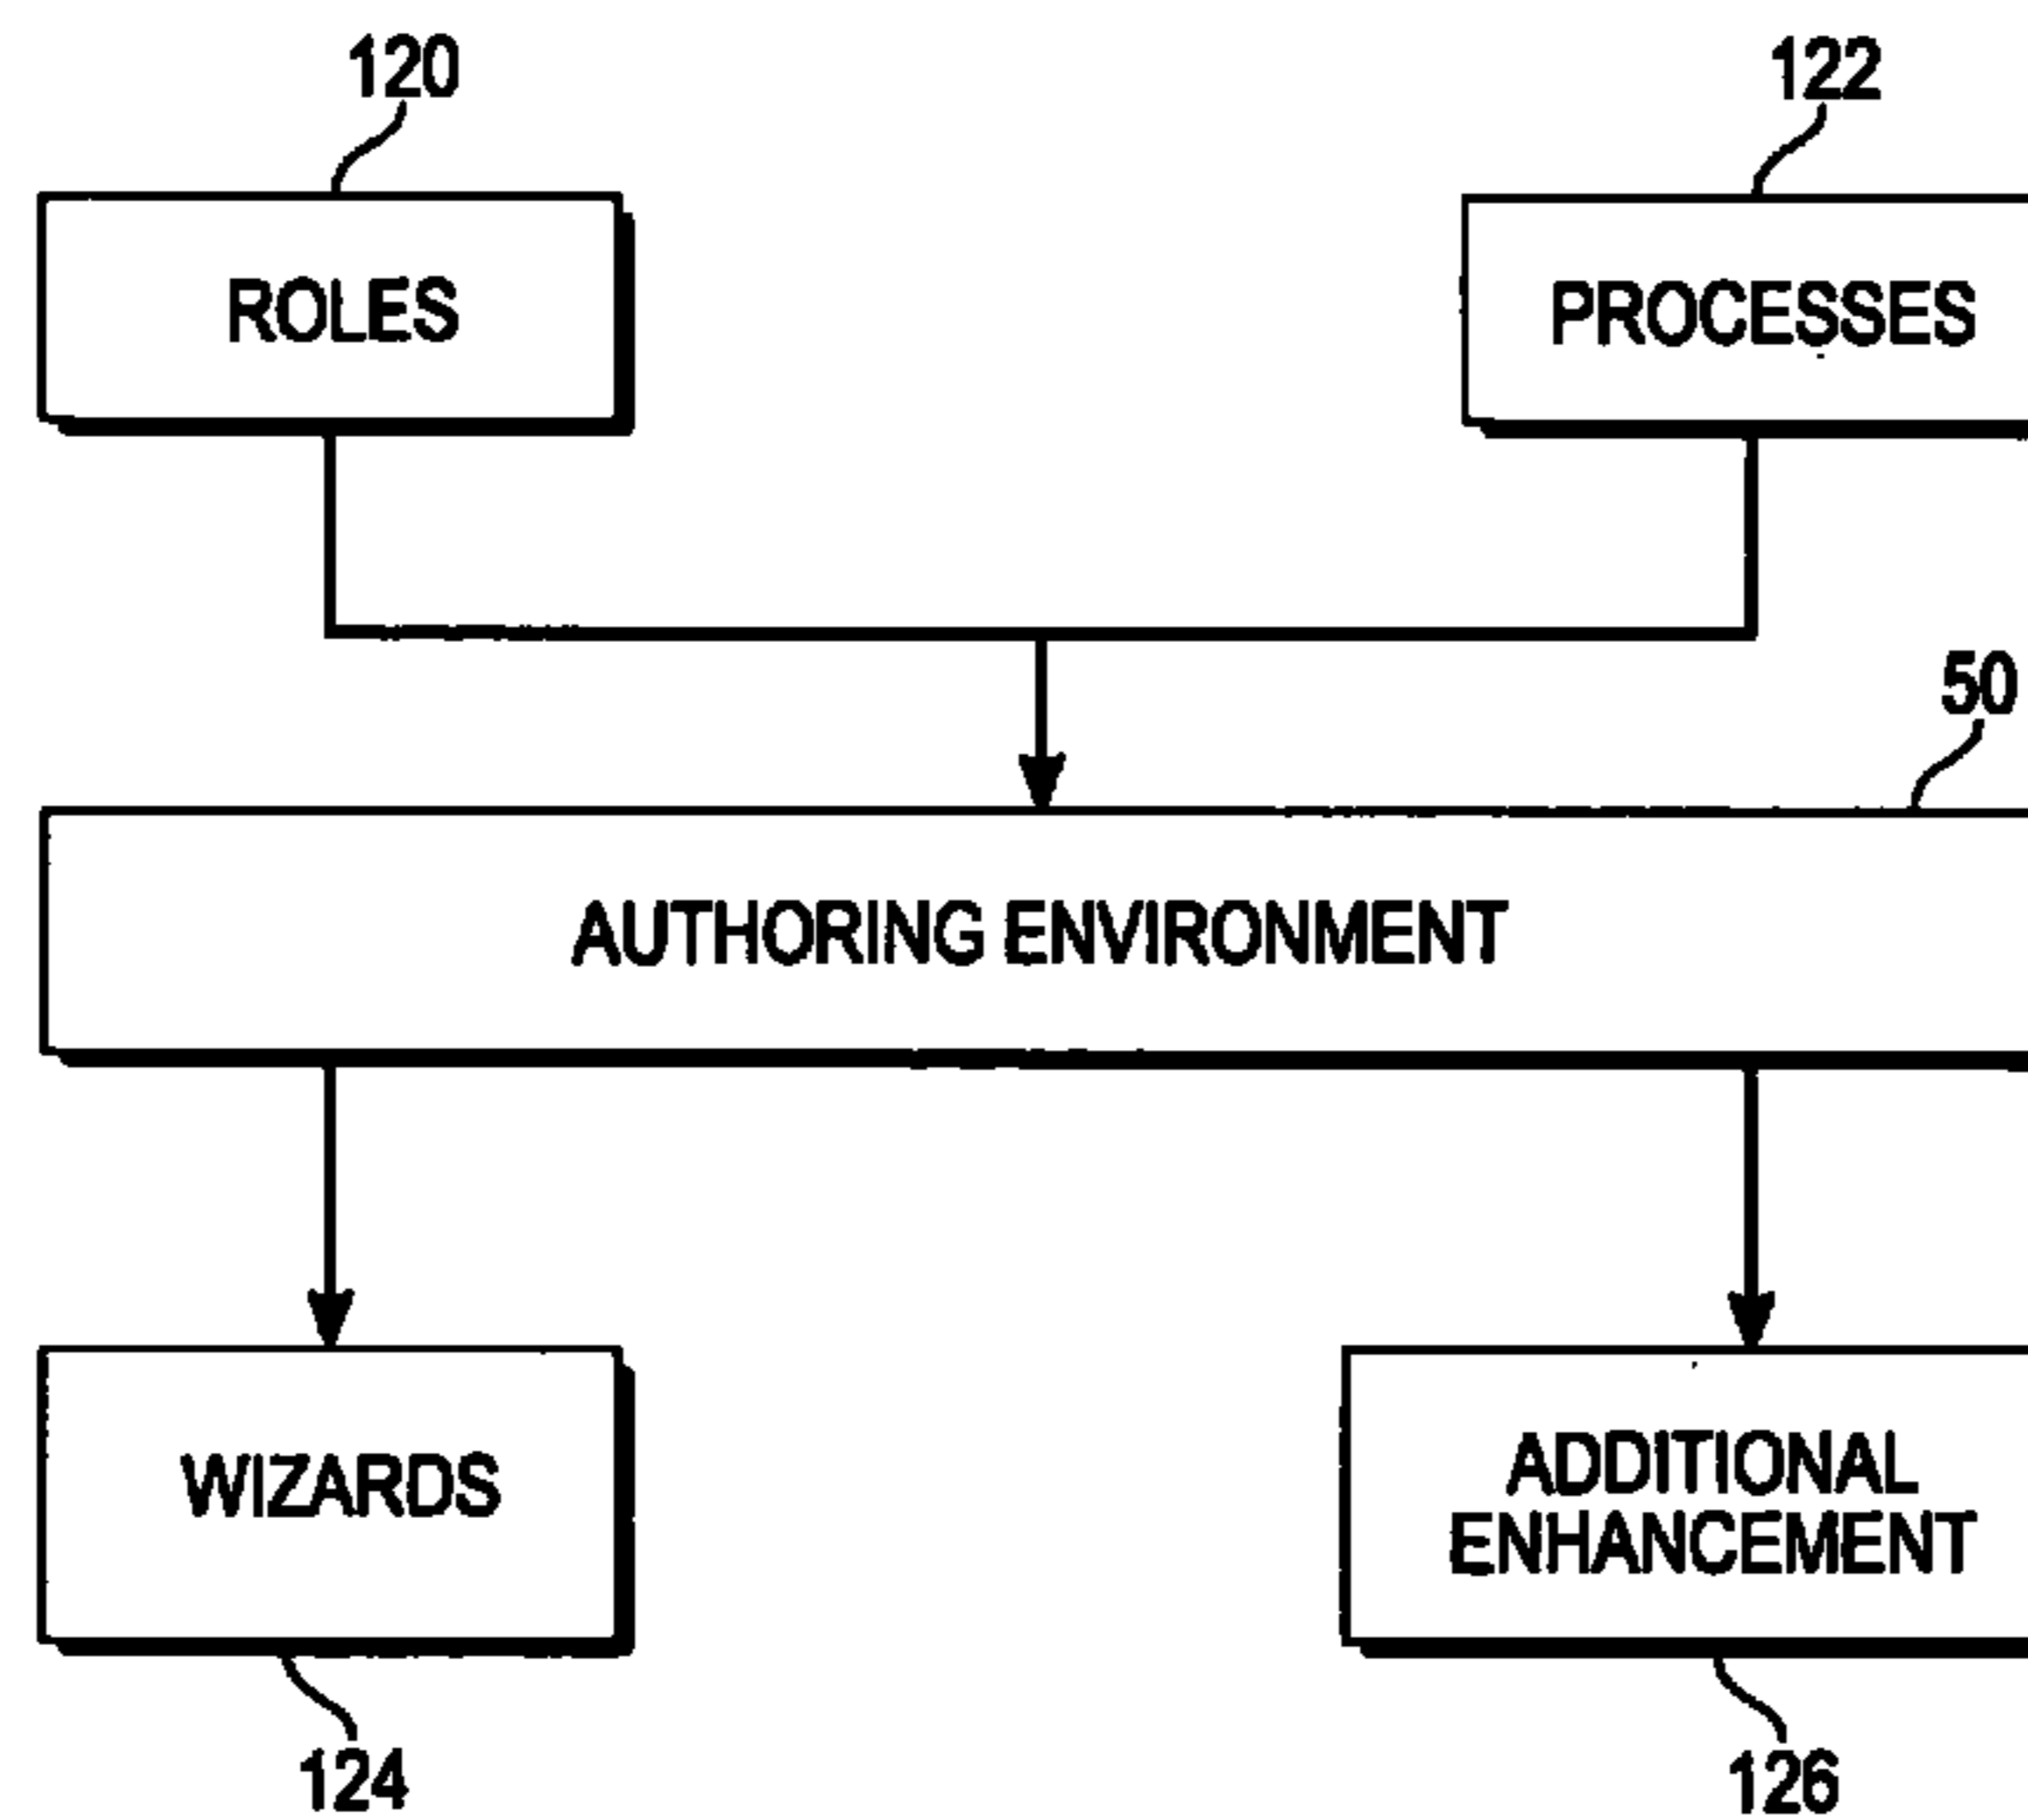 120
122
ROLES
PROCESSES
50
AUTHORING ENVIRONMENT
WIZARDS
ADDITIONAL
ENHANCEMENT
124
126